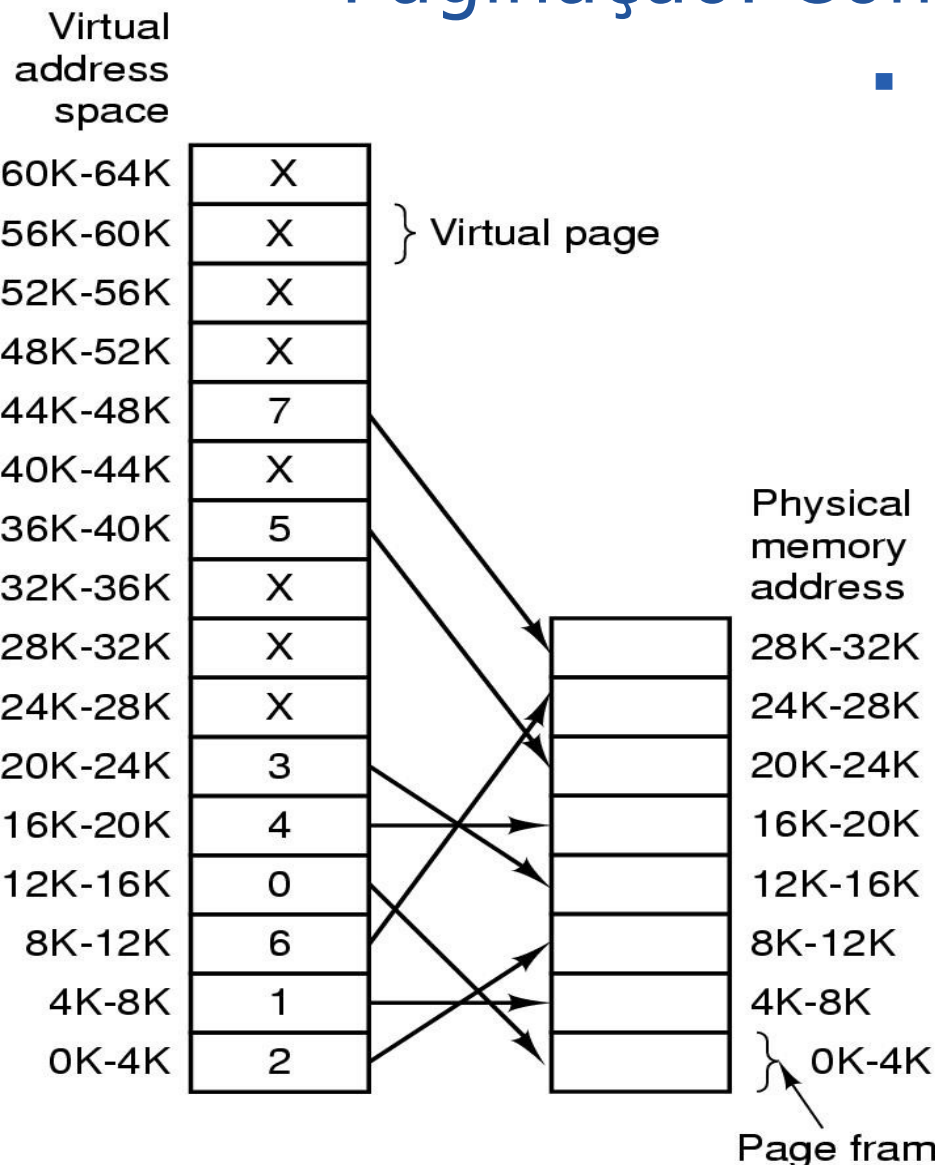 Virtual
address
space
60K-64K X
56K-60K X } Virtual page
52K-56K X
48K-52K X
44K-48K 7
40K-44K X
36K-40K 5
32K-36K X
28K-32K X
24K-28K X
20K-24K 3
16K-20K 4
12K-16K 0
8K-12K 6
4K-8K 1
0K-4K 2
Physical
memory
address
28K-32K
24K-28K
20K-24K
16K-20K
12K-16K
8K-12K
4K-8K
} 0K-4K
Page fram